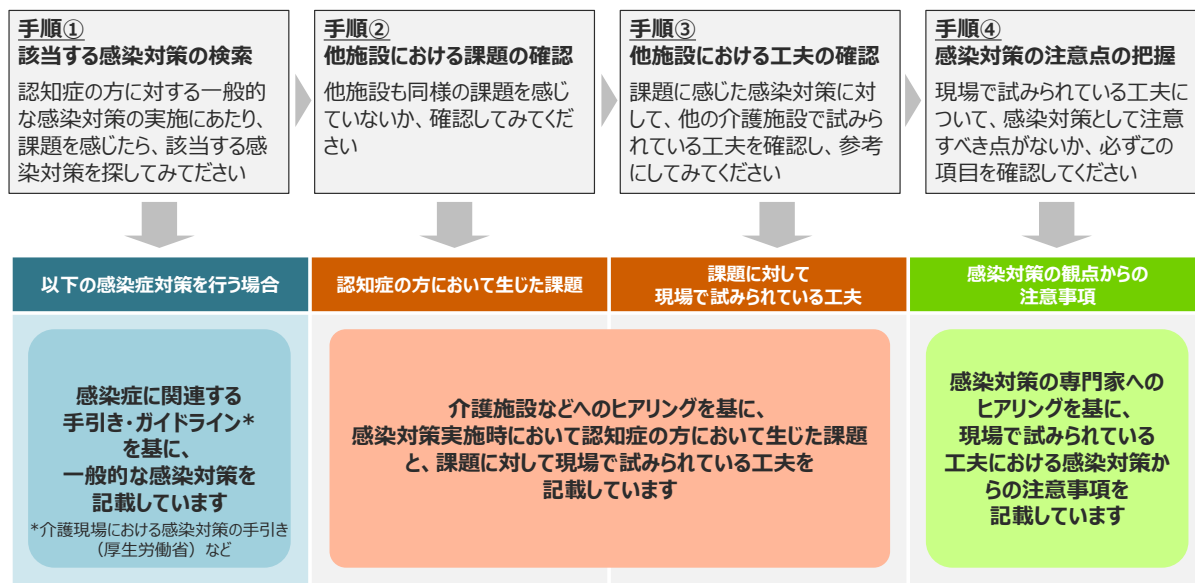 手順①
該当する感染対策の検索
認知症の方に対する一般的
な感染対策の実施にあたり、
課題を感じたら、該当する感
染対策を探してみてださい
手順②
他施設における課題の確認
他施設も同様の課題を感じ
ていないか、確認してみてくだ
さい
手順③
他施設における工夫の確認
課題に感じた感染対策に対
して、他の介護施設で試みら
れている工夫を確認し、参考
にしてみてください
手順④
感染対策の注意点の把握
現場で試みられている工夫に
ついて、感染対策として注意
すべき点がないか、必ずこの
項目を確認してください
以下の感染症対策を行う場合
認知症の方において生じた課題
課題に対して
現場で試みられている工夫
感染対策の観点からの
注意事項
感染症に関連する
手引き・ガイドライン*
を基に、
一般的な感染対策を
記載しています
*介護現場における感染対策の手引き
（厚生労働省）など
介護施設などへのヒアリングを基に、
感染対策実施時において認知症の方において生じた課題
と、課題に対して現場で試みられている工夫を
記載しています
感染対策の専門家への
ヒアリングを基に、
現場で試みられている
工夫における感染対策か
らの注意事項を
記載しています